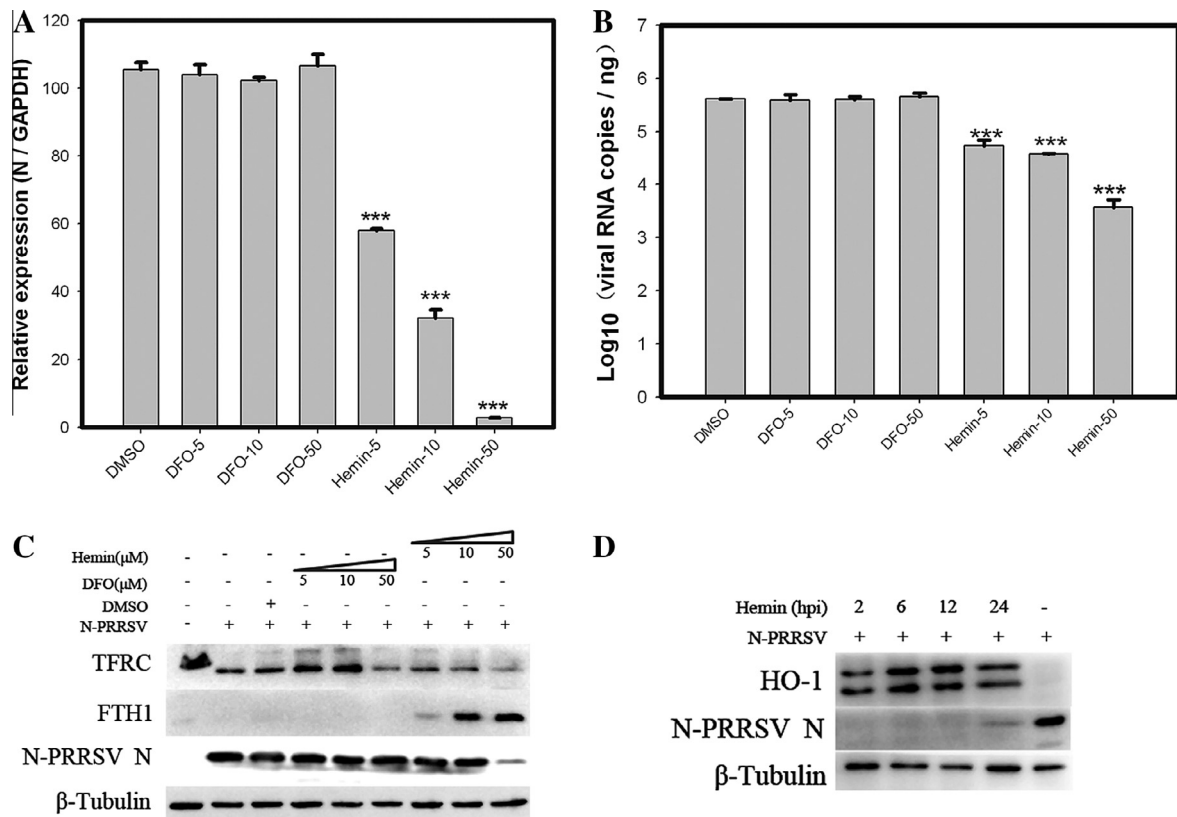 A
Relative expression (N / GAPDH)
120
100
80
60
40
20
0
***
***
***
DMSO
DFO-5
DFO-10
DFO-50
Hemin-5
Hemin-10
Hemin-50
B
Log10 (viral RNA copies / ng)
7
6
5
4
3
2
1
0
***
***
***
DMSO
DFO-5
DFO-10
DFO-50
Hemin-5
Hemin-10
Hemin-50
C
Hemin(μM) - - - - - - 5 10 50
DFO(μM) - - - 5 10 50 - - -
DMSO - - + - - - - - -
N-PRRSV - + + + + + + + +
TFRC
FTH1
N-PRRSV N
β-Tubulin
D
Hemin (hpi) 2 6 12 24 -
N-PRRSV + + + + +
HO-1
N-PRRSV N
β-Tubulin